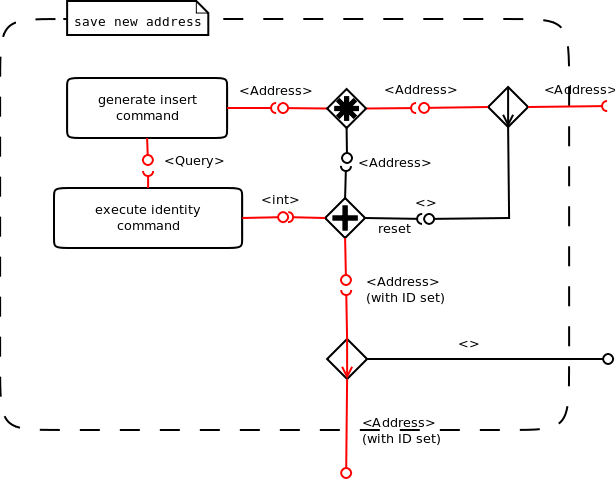 save new address
<Address>
<Address>
<Address>
generate insert
command
<Query>
<Address>
execute identity
command
<int>
<>
reset
<Address>
(with ID set)
<>
<Address>
(with ID set)